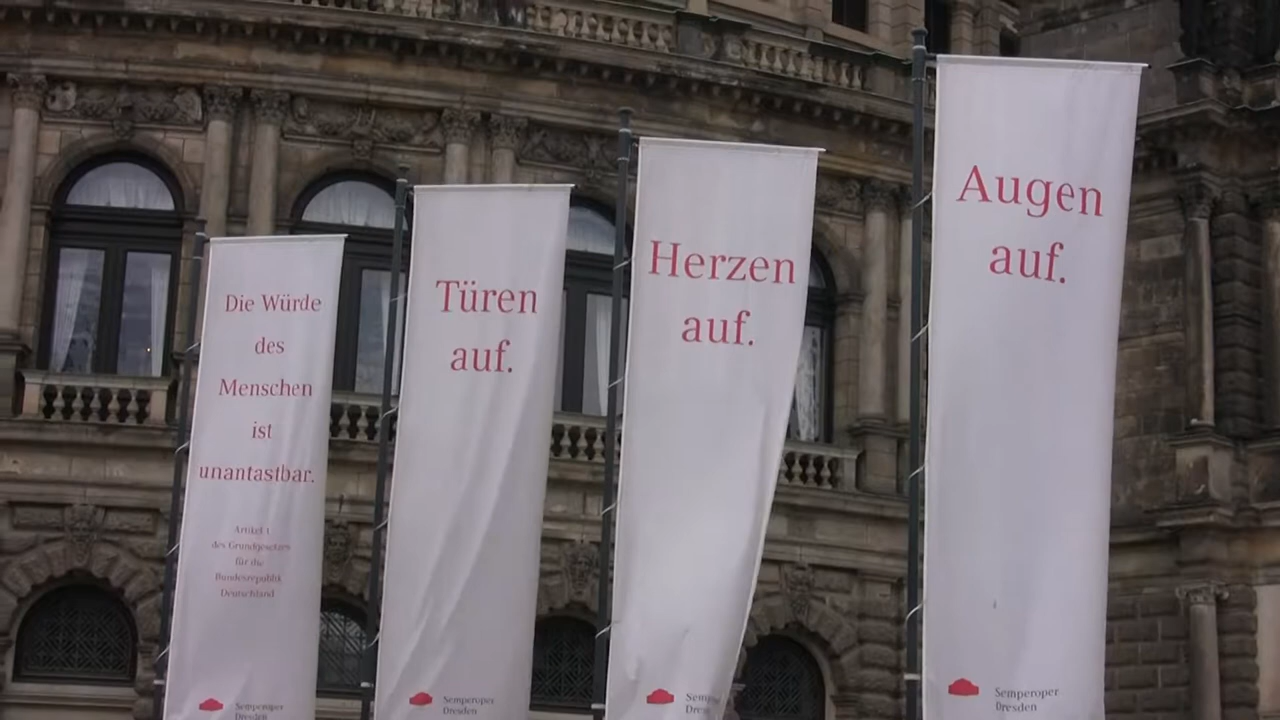 Die Würde
des
Menschen
ist
unantastbar.
Artikel 1
des Grundgesetzes
für die
Bundesrepublik
Deutschland
Semperoper
Dresden
Türen
auf.
Semperoper
Dresden
Herzen
auf.
Augen
auf.
Semperoper
Dresden